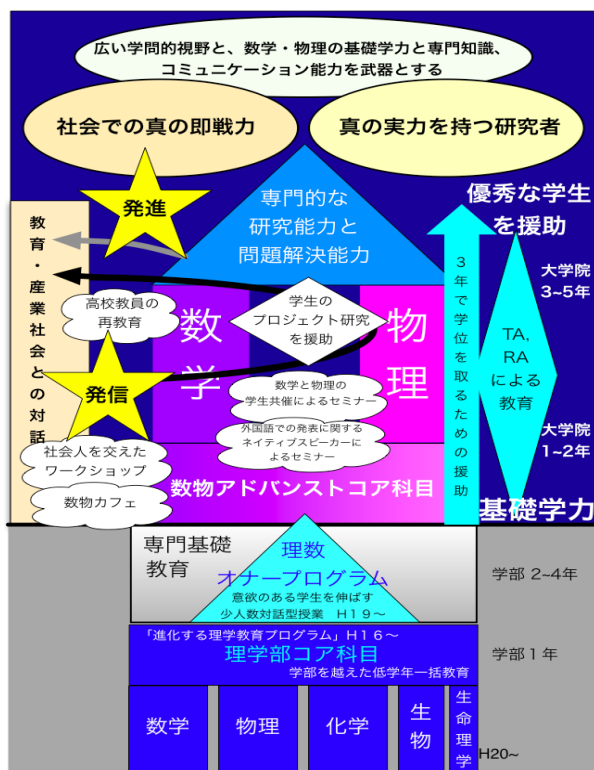 広い学問的視野と、数学・物理の基礎学力と専門知識、
コミュニケーション能力を武器とする
社会での真の即戦力
真の実力を持つ研究者
発進
専門的な
研究能力と
問題解決能力
優秀な学生
を援助
教育・産業社会との対話
大学院
3~5年
高校教員の
再教育
数学
学生の
プロジェクト研究
を援助
物理
3年で学位を取るための援助
TA,
RA
による
教育
発信
数学と物理の
学生共催によるセミナー
外国語での発表に関する
ネイティブスピーカーに
よるセミナー
大学院
1~2年
社会人を交えた
ワークショップ
数物カフェ
数物アドバンストコア科目
基礎学力
専門基礎
教育
理数
オナープログラム
意欲のある学生を伸ばす
少人数対話型授業 H19~
学部 2~4年
「進化する理学教育プログラム」H16~
理学部コア科目
学部を越えた低学年一括教育
学部 1 年
数学
物理
化学
生物
生命理学
H20~